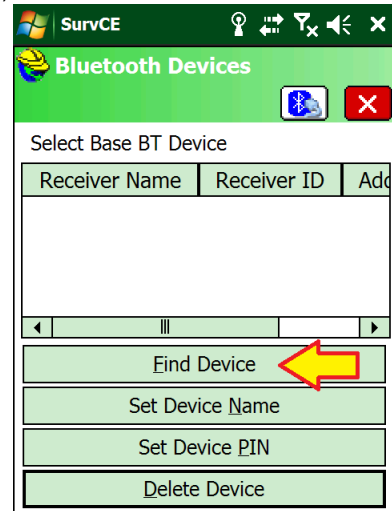 SurvCE
Bluetooth Devices
Select Base BT Device
Receiver Name Receiver ID Add
Find Device
Set Device Name
Set Device PIN
Delete Device